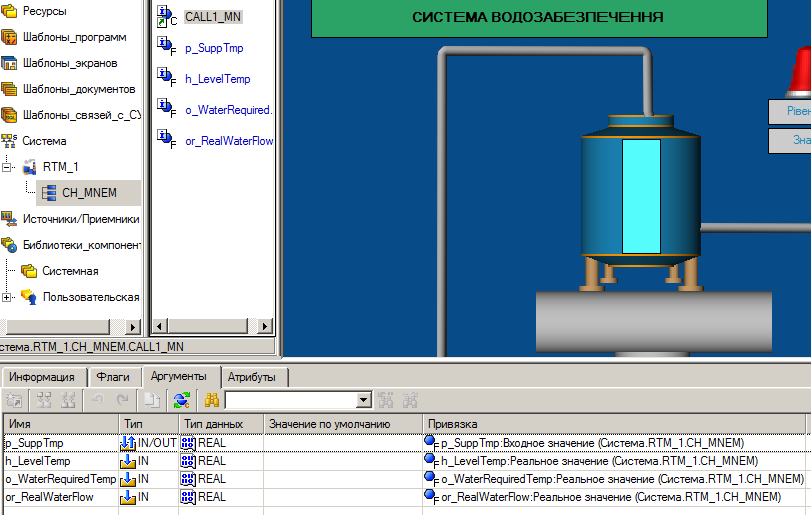 Ресурсы
Шаблоны_программ
Шаблоны_экранов
Шаблоны_документов
Шаблоны_связей_с_СУ
Система
RTM_1
CH_MNEM
Источники/Приемники
Библиотеки_компонент
Системная
Пользовательская
CALL1_MN
p_SuppTmp
h_LevelTemp
o_WaterRequired.
or_RealWaterFlow
СИСТЕМА ВОДОЗАБЕЗПЕЧЕННЯ
Рівен
Зна
стема.RTM_1.CH_MNEM.CALL1_MN
Информация Флаги Аргументы Атрибуты
Имя Тип Тип данных Значение по умолчанию Привязка
p_SuppTmp IN/OUT REAL p_SuppTmp:Входное значение (Система.RTM_1.CH_MNEM)
h_LevelTemp IN REAL h_LevelTemp:Реальное значение (Система.RTM_1.CH_MNEM)
o_WaterRequiredTemp IN REAL o_WaterRequiredTemp:Реальное значение (Система.RTM_1.CH_MNEM)
or_RealWaterFlow IN REAL or_RealWaterFlow:Реальное значение (Система.RTM_1.CH_MNEM)